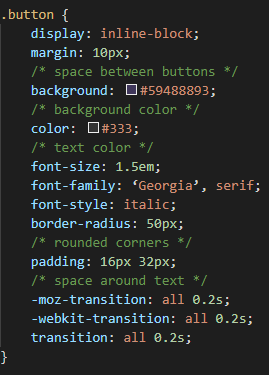 .button {
display: inline-block;
margin: 10px;
/* space between buttons */
background: #59488893;
/* background color */
color: #333;
/* text color */
font-size: 1.5em;
font-family: ‘Georgia’, serif;
font-style: italic;
border-radius: 50px;
/* rounded corners */
padding: 16px 32px;
/* space around text */
-moz-transition: all 0.2s;
-webkit-transition: all 0.2s;
transition: all 0.2s;
}